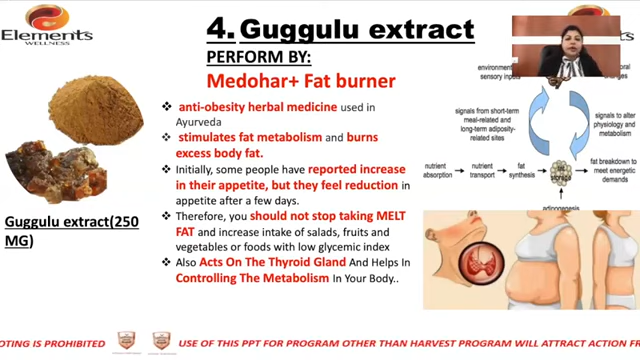 Elements
WELLNESS
4. Guggulu extract
PERFORM BY:
Medohar+ Fat burner
anti-obesity herbal medicine used in
Ayurveda
stimulates fat metabolism and burns
excess body fat.
Initially, some people have reported increase
in their appetite, but they feel reduction in
appetite after a few days.
Therefore, you should not stop taking MELT
FAT and increase intake of salads, fruits and
vegetables or foods with low glycemic index
Also Acts On The Thyroid Gland And Helps In
Controlling The Metabolism in Your Body..
Guggulu extract(250
MG)
sensory
changes
signals from short-term
meal-related and
long-term adiposity-
related sites
signals to alter
physiology and
metabolism
nutrient
absorption
nutrient
transport
fat
synthesis
storage
fat breakdown to
meet energetic
demands
adipogenesis
OTING IS PROHIBITED
USE OF THIS PPT FOR PROGRAM OTHER THAN HARVEST PROGRAM WILL ATTRACT ACTION FR